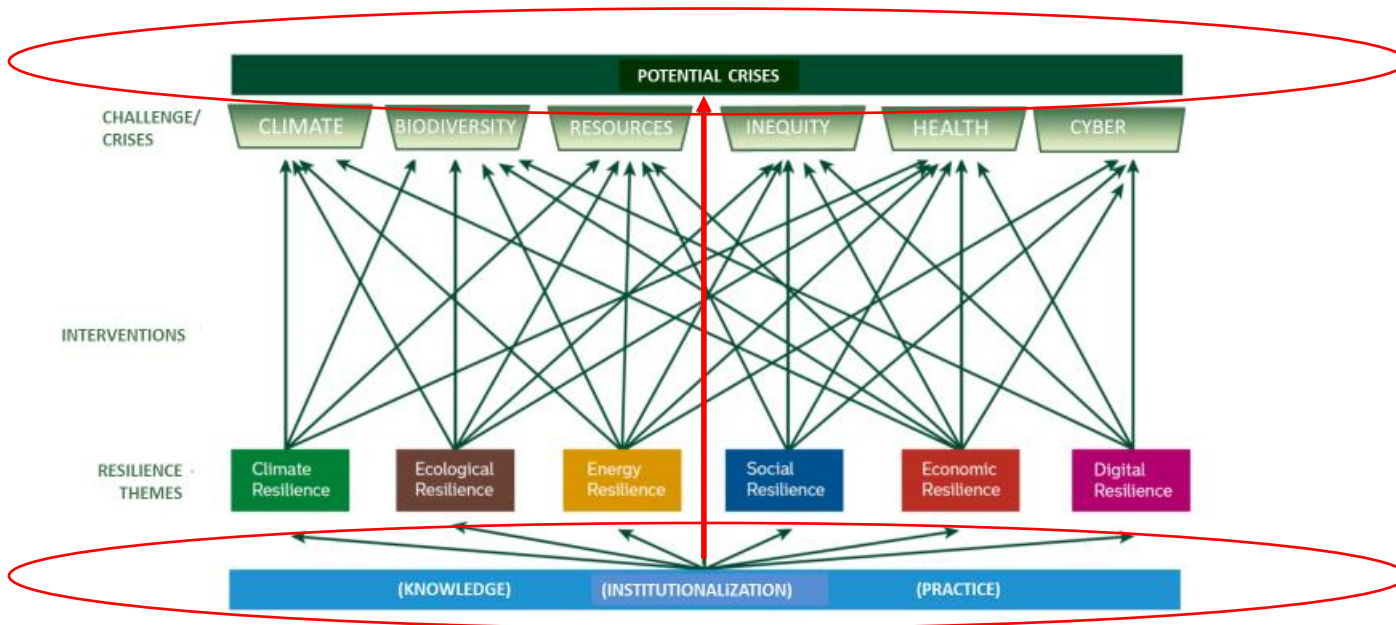 POTENTIAL CRISES
CHALLENGE/
CRISES
CLIMATE
BIODIVERSITY
RESOURCES
INEQUITY
HEALTH
CYBER
INTERVENTIONS
RESILIENCE -
THEMES
Climate
Resilience
Ecological
Resilience
Energy
Resilience
Social
Resilience
Economic
Resilience
Digital
Resilience
(KNOWLEDGE)
(INSTITUTIONALIZATION)
(PRACTICE)